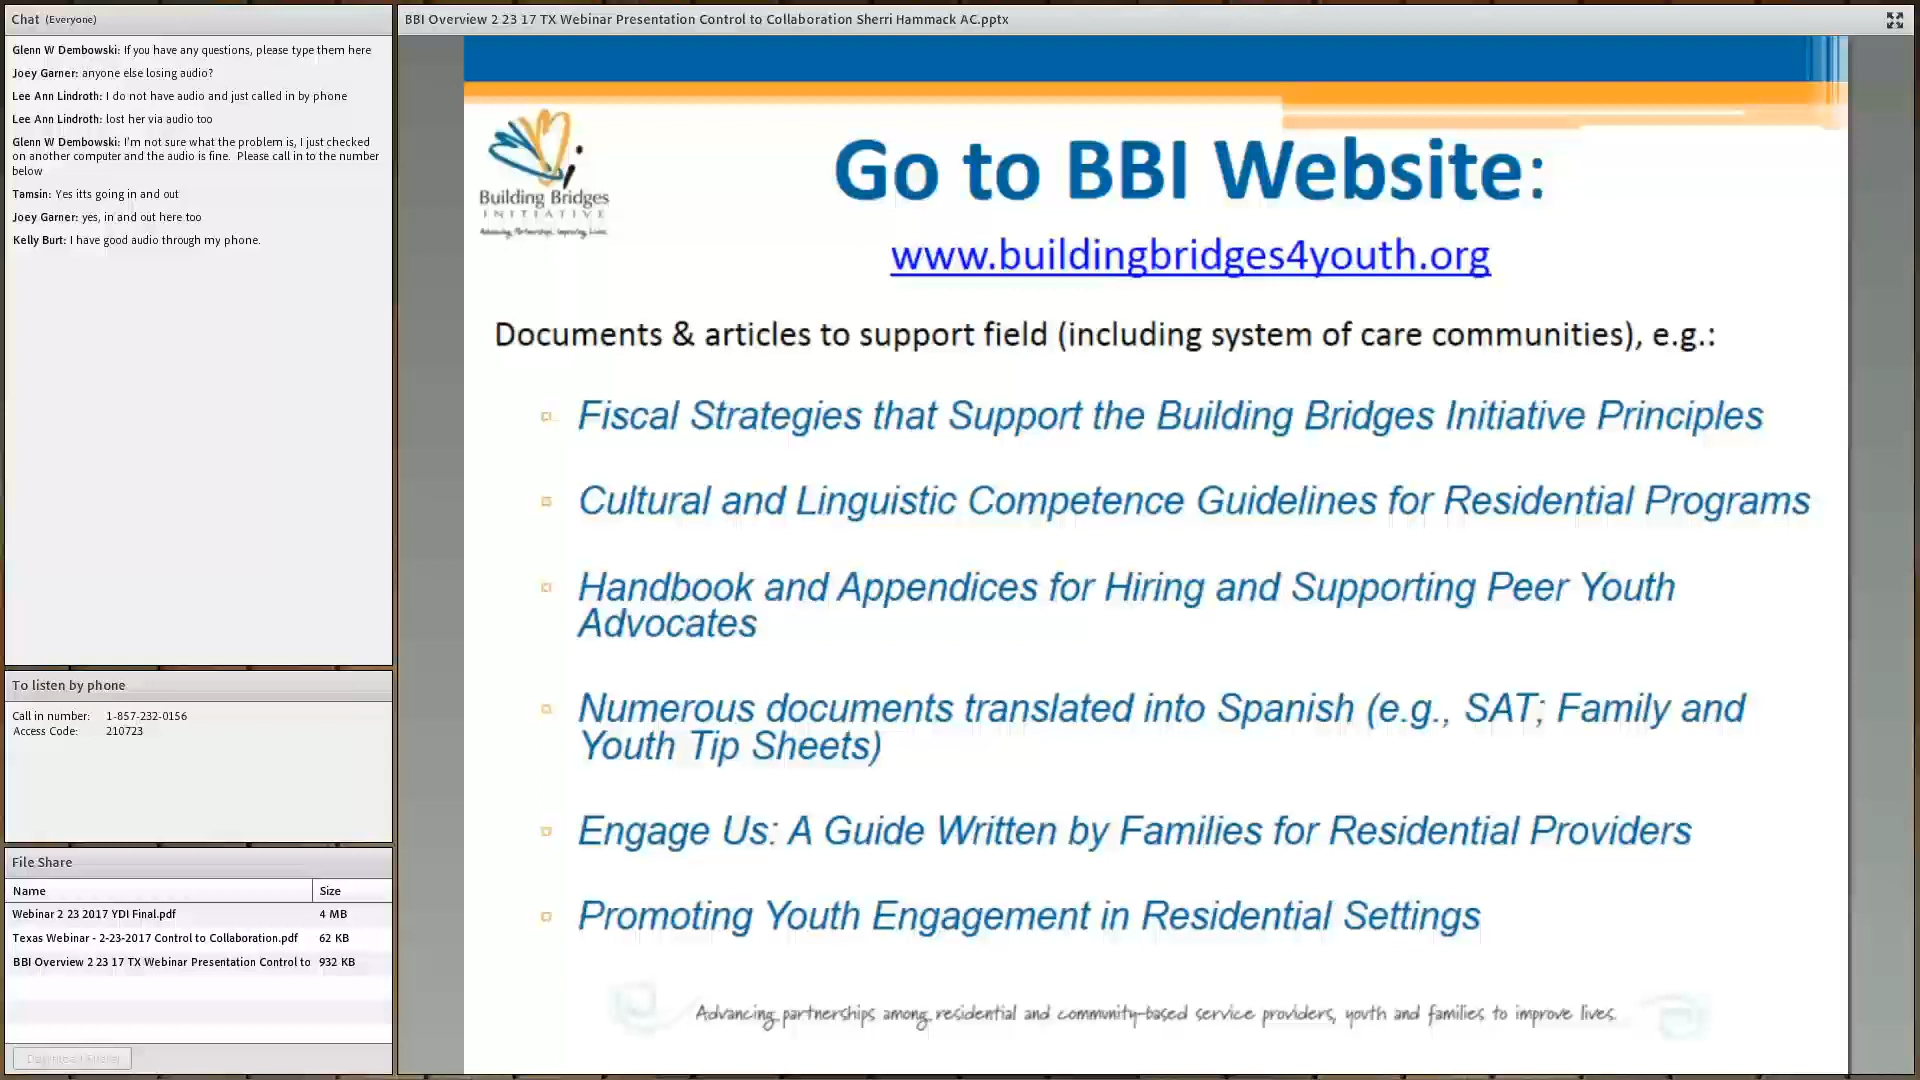 Chat (Everyone)
Glenn W Dembowski: If you have any questions, please type them here
Joey Garner: anyone else losing audio?
Lee Ann Lindroth: I do not have audio and just called in by phone
Lee Ann Lindroth: lost her via audio too
Glenn W Dembowski: I'm not sure what the problem is, I just checked
on another computer and the audio is fine. Please call in to the number
below
Tamsin: Yes itts going in and out
Joey Garner: yes, in and out here too
Kelly Burt: I have good audio through my phone.
To listen by phone
Call in number: 1-857-232-0156
Access Code: 210723
File Share
Name Size
Webinar 2 23 2017 YDI Final.pdf 4 MB
Texas Webinar - 2-23-2017 Control to Collaboration.pdf 62 KB
BBI Overview 2 23 17 TX Webinar Presentation Control to 932 KB
Download File(s)
BBI Overview 2 23 17 TX Webinar Presentation Control to Collaboration Sherri Hammack AC.pptx
Building Bridges
INITIATIVE
Advancing Partnerships. Improving Lives.
Go to BBI Website:
www.buildingbridges4youth.org
Documents & articles to support field (including system of care communities), e.g.:
Fiscal Strategies that Support the Building Bridges Initiative Principles
Cultural and Linguistic Competence Guidelines for Residential Programs
Handbook and Appendices for Hiring and Supporting Peer Youth
Advocates
Numerous documents translated into Spanish (e.g., SAT; Family and
Youth Tip Sheets)
Engage Us: A Guide Written by Families for Residential Providers
Promoting Youth Engagement in Residential Settings
Advancing partnerships among residential and community-based service providers, youth and families to improve lives.